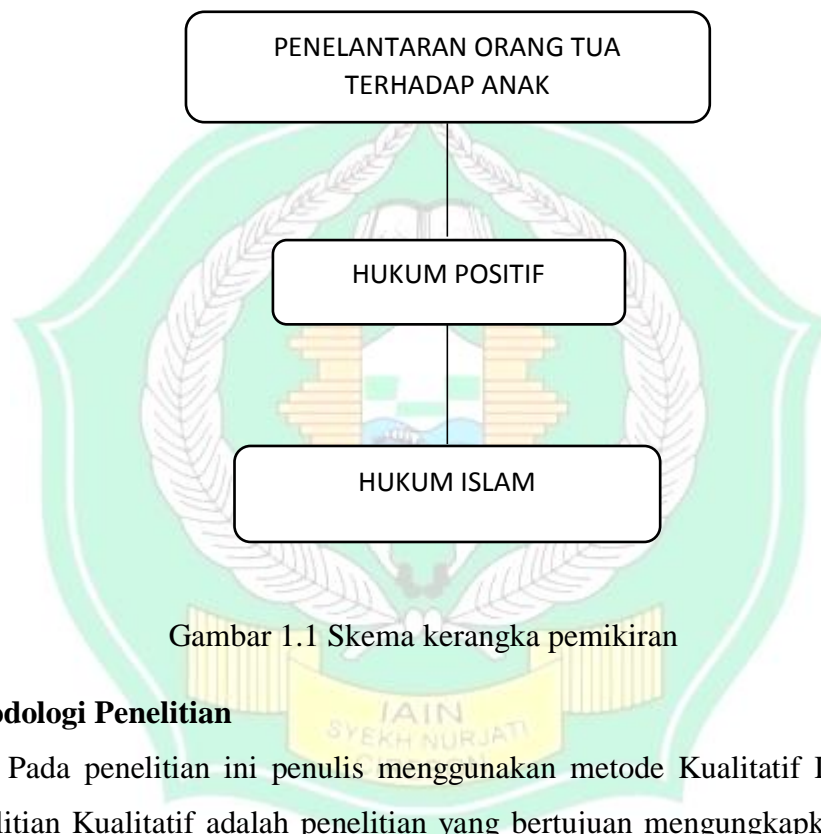 PENELANTARAN ORANG TUA
TERHADAP ANAK
HUKUM POSITIF
HUKUM ISLAM
Gambar 1.1 Skema kerangka pemikiran
odologi Penelitian
IAIN
SYEKH NURJATI
CIREBON
Pada penelitian ini penulis menggunakan metode Kualitatif
litian Kualitatif adalah penelitian yang bertujuan mengungkapk